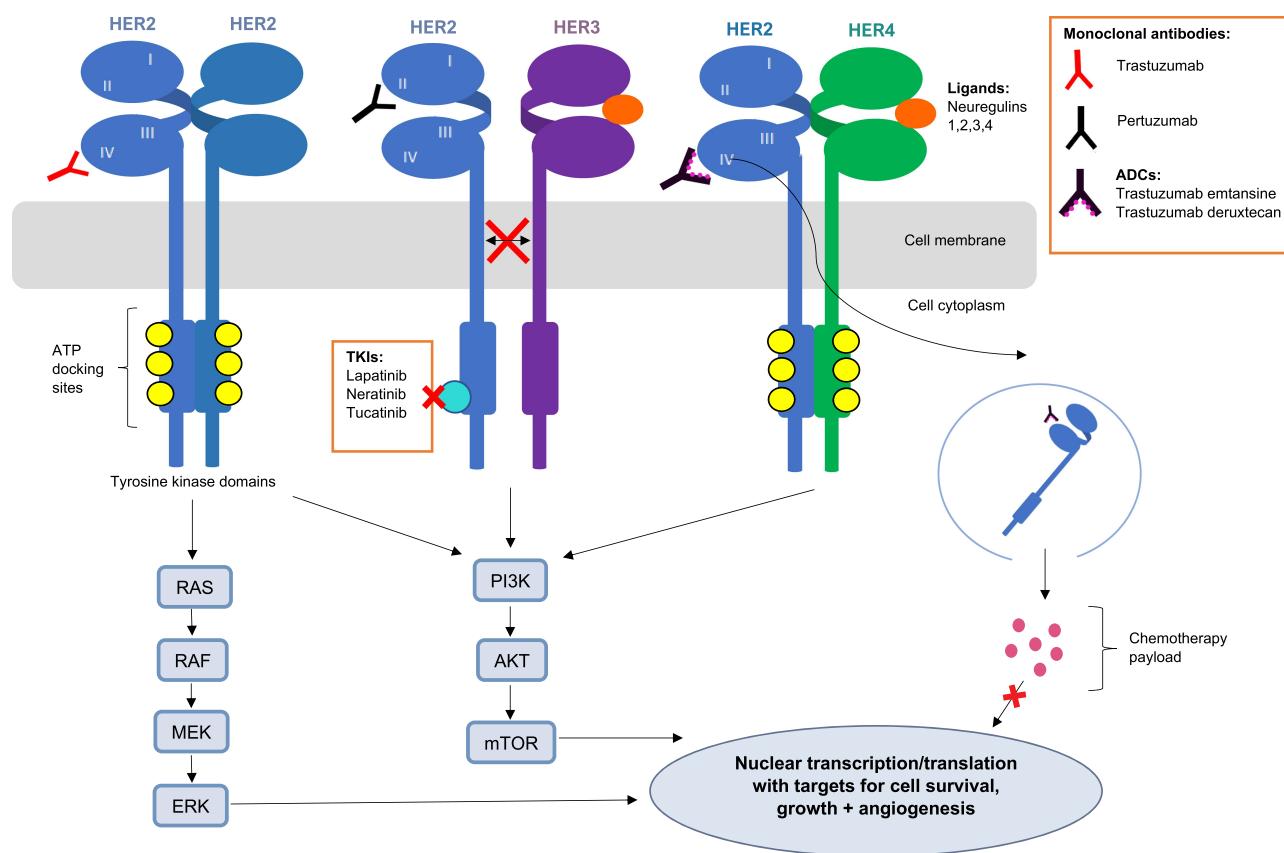 HER2
HER2
HER2
HER3
HER2
HER4
I
II
III
IV
I
II
III
IV
I
II
III
IV
Ligands:
Neuregulins
1,2,3,4
Monoclonal antibodies:
Trastuzumab
Pertuzumab
ADCs:
Trastuzumab emtansine
Trastuzumab deruxtecan
Cell membrane
Cell cytoplasm
ATP
docking
sites
TKIs:
Lapatinib
Neratinib
Tucatinib
Tyrosine kinase domains
RAS
RAF
MEK
ERK
PI3K
AKT
mTOR
Chemotherapy
payload
Nuclear transcription/translation
with targets for cell survival,
growth + angiogenesis